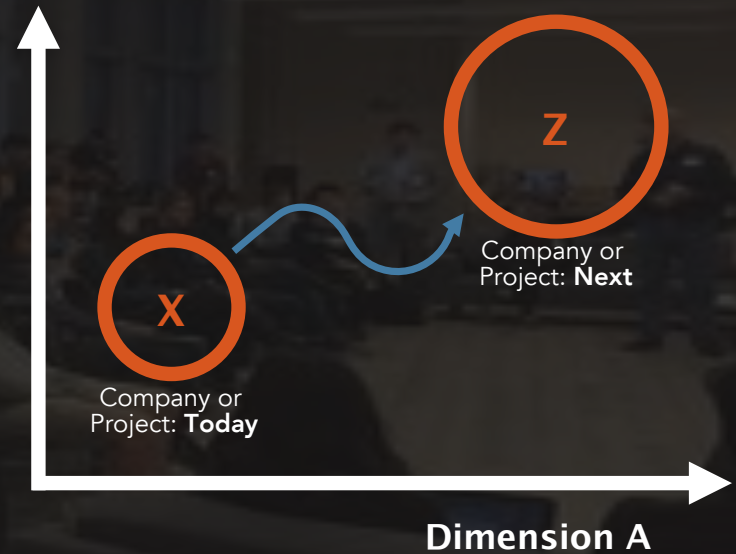 Z
Company or
Project: Next
X
Company or
Project: Today
Dimension A